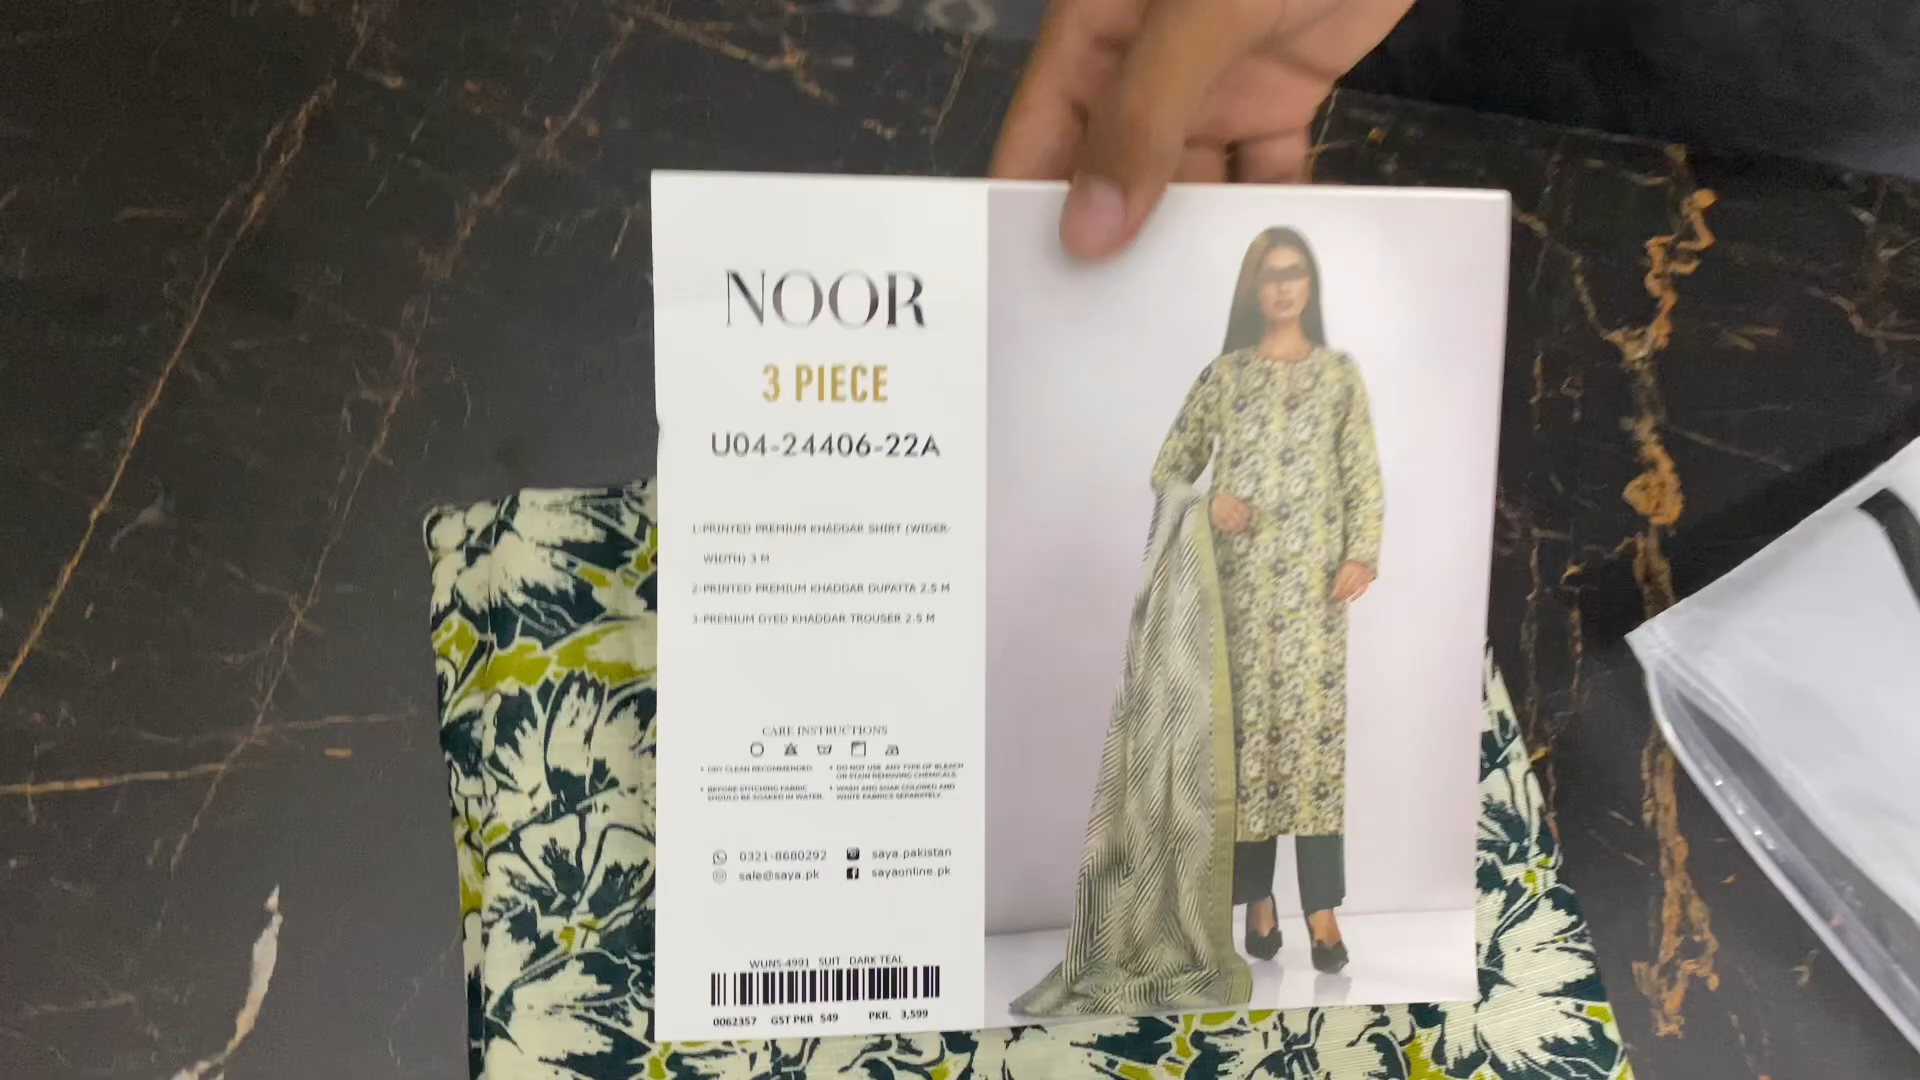 NOOR
3 PIECE
U04-24406-22A
1-PRINTED PREMIUM KHADDAR SHIRT (WIDER-
WIDTH) 3 M
2-PRINTED PREMIUM KHADDAR DUPATTA 2.5 M
3-PREMIUM DYED KHADDAR TROUSER 2.5 M
CARE INSTRUCTIONS
• DRY CLEAN RECOMMENDED.
• BEFORE STITCHING FABRIC
SHOULD BE SOAKED IN WATER.
• DO NOT USE ANY TYPE OF BLEACH
OR STAIN REMOVING CHEMICALS.
• WASH AND SOAK COLORED AND
WHITE FABRICS SEPARATELY.
0321-8680292
sale@saya.pk
saya.pakistan
sayaonline.pk
WUNS-4991 SUIT DARK TEAL
0062357 GST PKR 549 PKR. 3,599